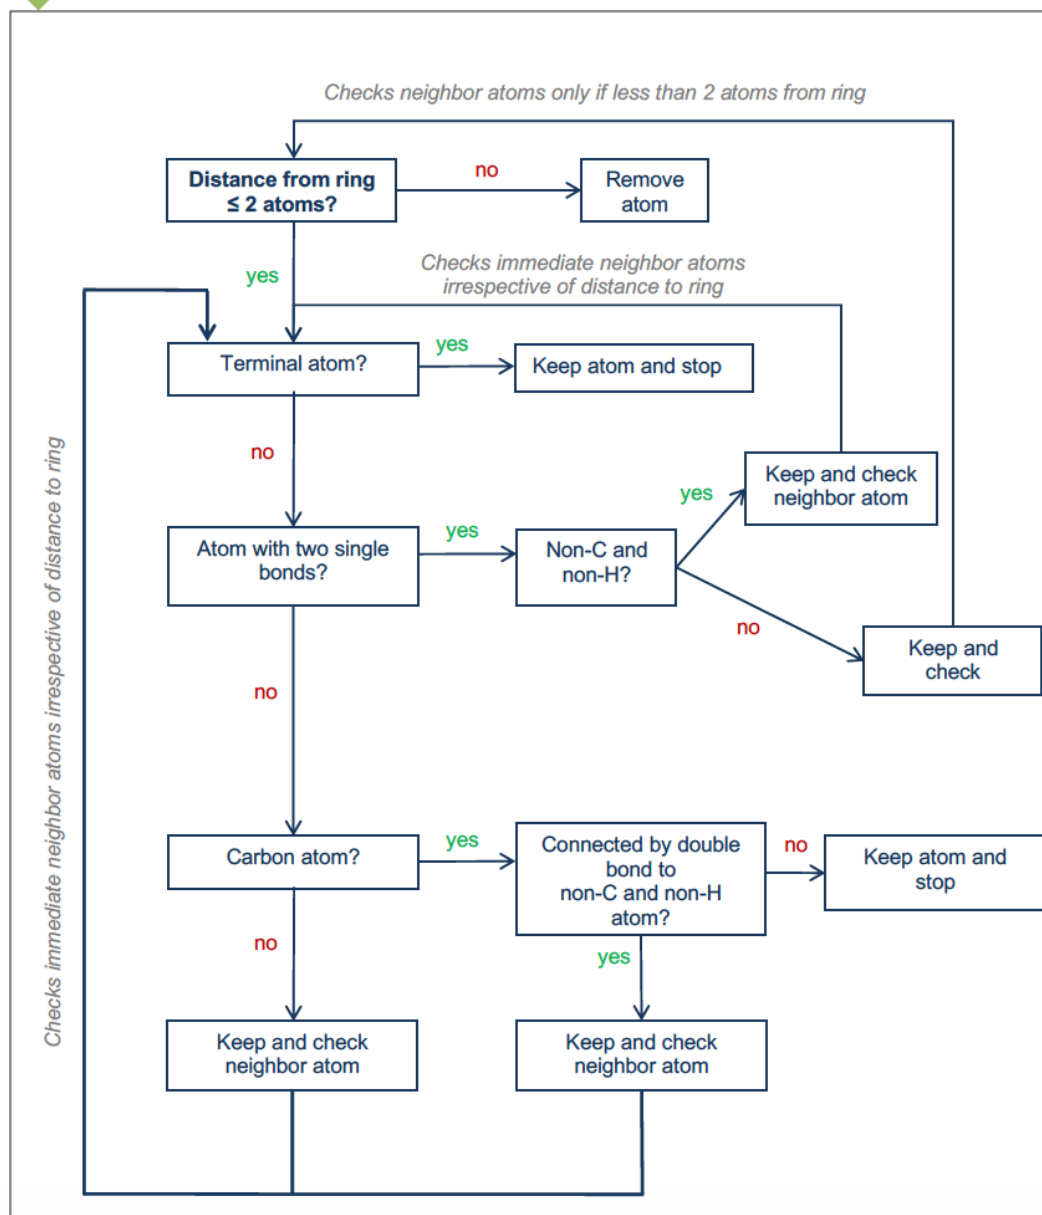 Checks neighbor atoms only if less than 2 atoms from ring
Distance from ring
≤ 2 atoms?
no
Remove
atom
yes
Checks immediate neighbor atoms
irrespective of distance to ring
Terminal atom?
yes
Keep atom and stop
no
Keep and check
neighbor atom
yes
Atom with two single
bonds?
yes
Non-C and
non-H?
no
Keep and
check
no
Checks immediate neighbor atoms irrespective of distance to ring
Carbon atom?
yes
Connected by double
bond to
non-C and non-H
atom?
no
Keep atom and
stop
no
yes
Keep and check
neighbor atom
Keep and check
neighbor atom